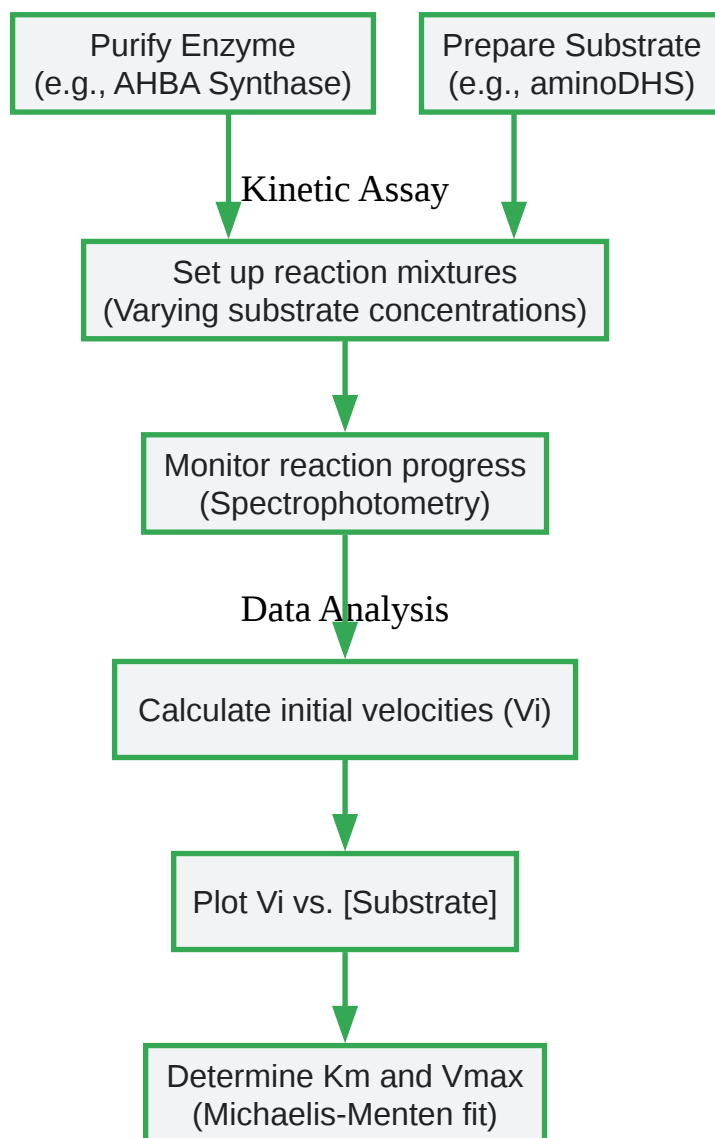 Purify Enzyme
(e.g., AHBA Synthase)
Prepare Substrate
(e.g., aminoDHS)
Kinetic Assay
Set up reaction mixtures
(Varying substrate concentrations)
Monitor reaction progress
(Spectrophotometry)
Data Analysis
Calculate initial velocities (Vi)
Plot Vi vs. [Substrate]
Determine Km and Vmax
(Michaelis-Menten fit)